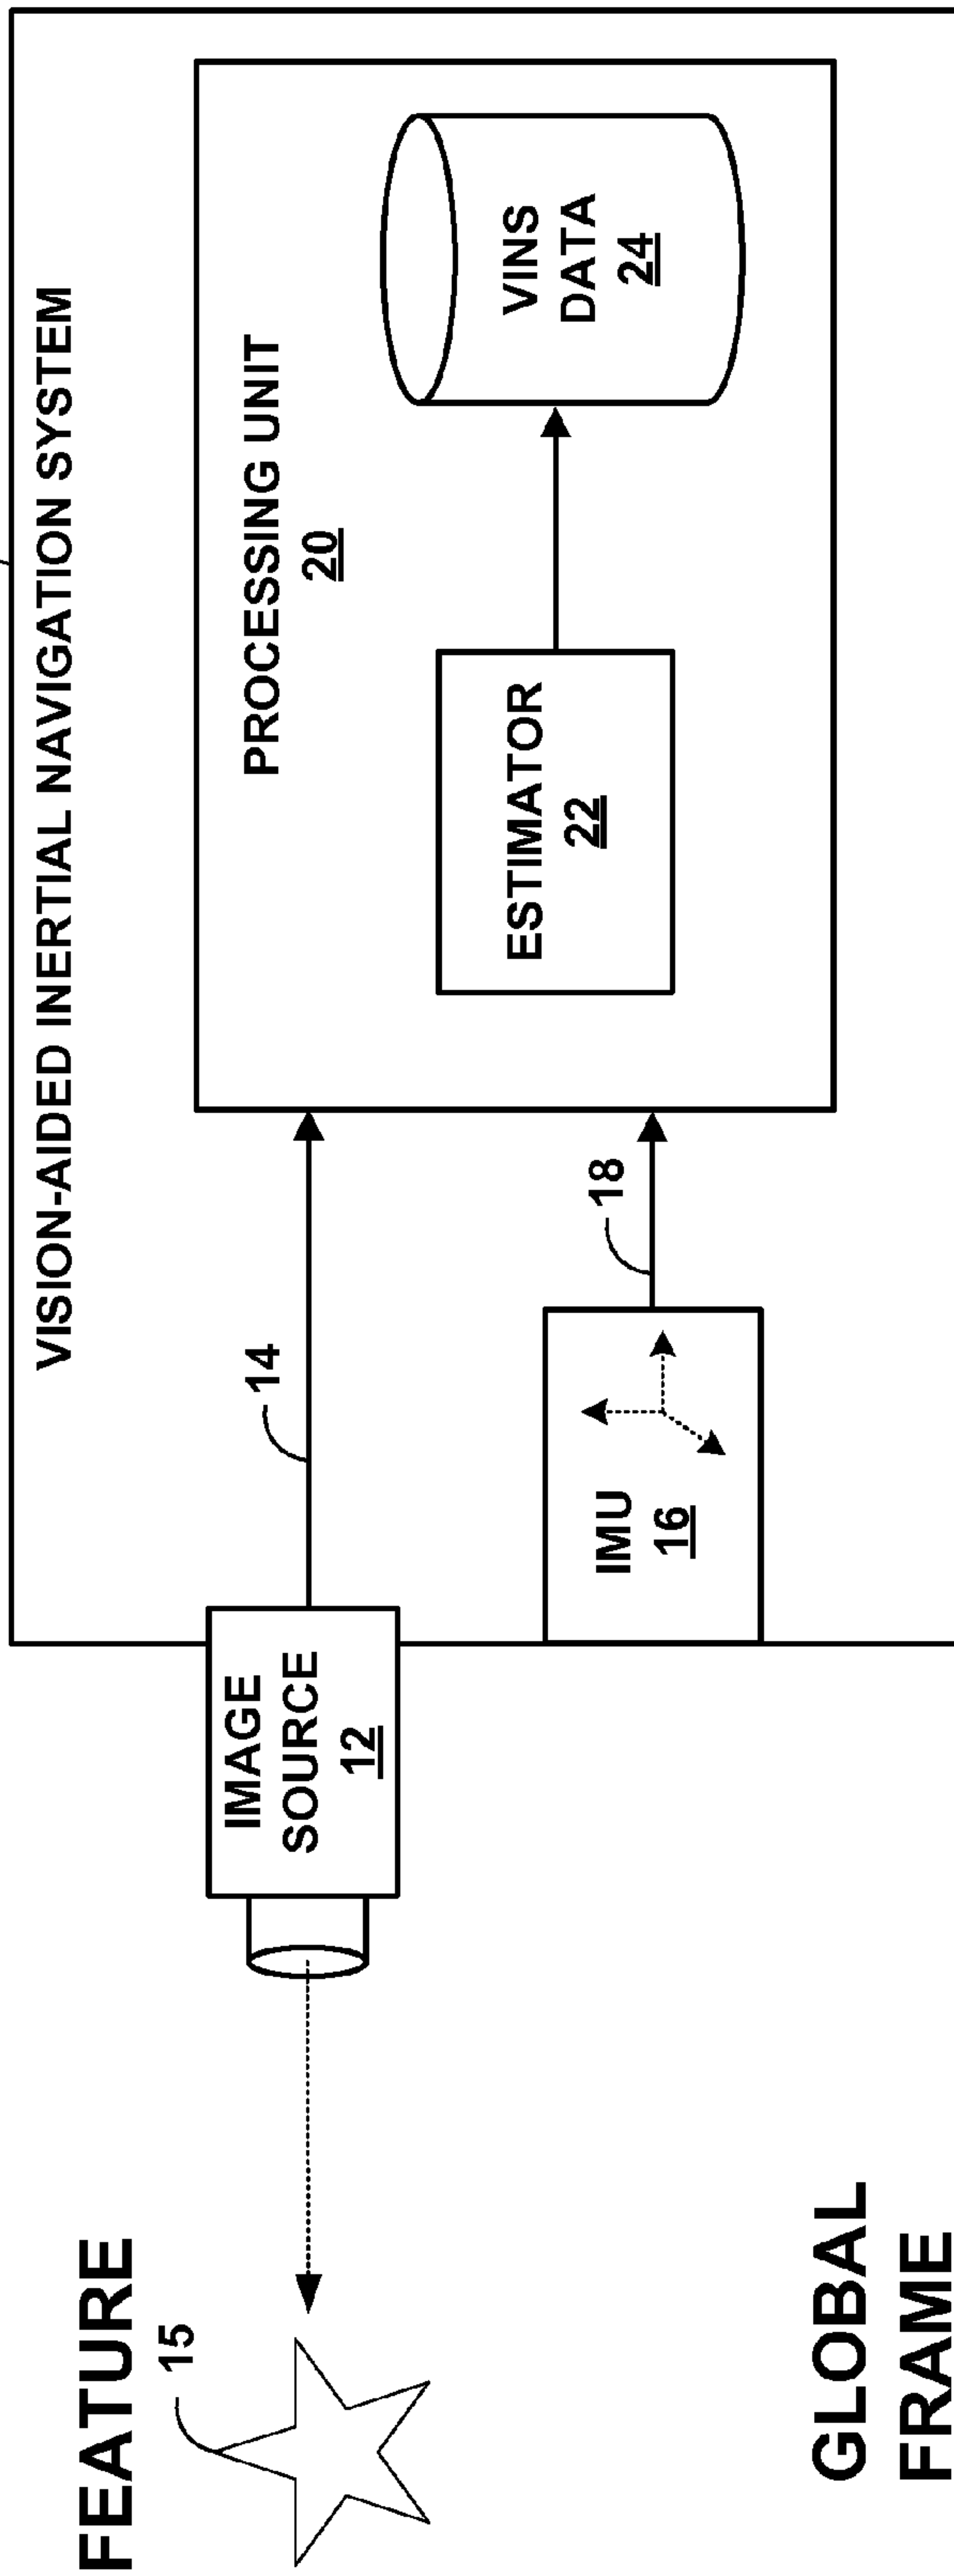 VISION-AIDED INERTIAL NAVIGATION SYSTEM
FEATURE
15
IMAGE
SOURCE
12
14
PROCESSING UNIT
20
ESTIMATOR
22
VINS
DATA
24
IMU
16
18
GLOBAL
FRAME